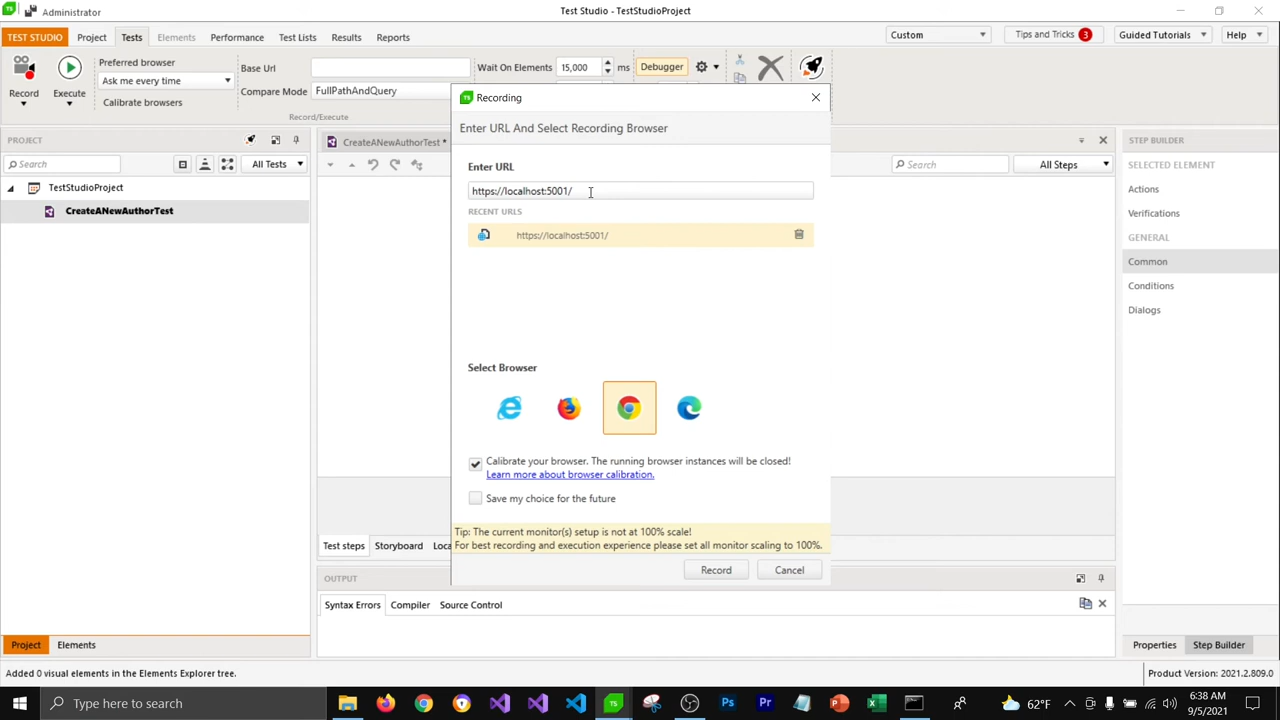 Administrator
Test Studio - TestStudioProject
TEST STUDIO Project Tests Elements Performance Test Lists Results Reports
Custom Tips and Tricks 3 Guided Tutorials Help
Record
Execute
Preferred browser
Ask me every time
Calibrate browsers
Base Url
Compare Mode FullPathAndQuery
Wait On Elements 15,000 ms Debugger
Record/Execute
TS Recording
Enter URL And Select Recording Browser
Enter URL
https://localhost:5001/
RECENT URLS
https://localhost:5001/
Select Browser
Calibrate your browser. The running browser instances will be closed!
Learn more about browser calibration.
Save my choice for the future
Tip: The current monitor(s) setup is not at 100% scale!
For best recording and execution experience please set all monitor scaling to 100%.
Record Cancel
PROJECT
Search All Tests
TestStudioProject
CreateANewAuthorTest
CreateANewAuthorTest *
Search All Steps
STEP BUILDER
SELECTED ELEMENT
Actions
Verifications
GENERAL
Common
Conditions
Dialogs
Test steps Storyboard Loca
OUTPUT
Syntax Errors Compiler Source Control
Project Elements
Properties Step Builder
Added 0 visual elements in the Elements Explorer tree.
Product Version: 2021.2.809.0
Type here to search
TS
Ps
Pr
62°F
6:38 AM
9/5/2021